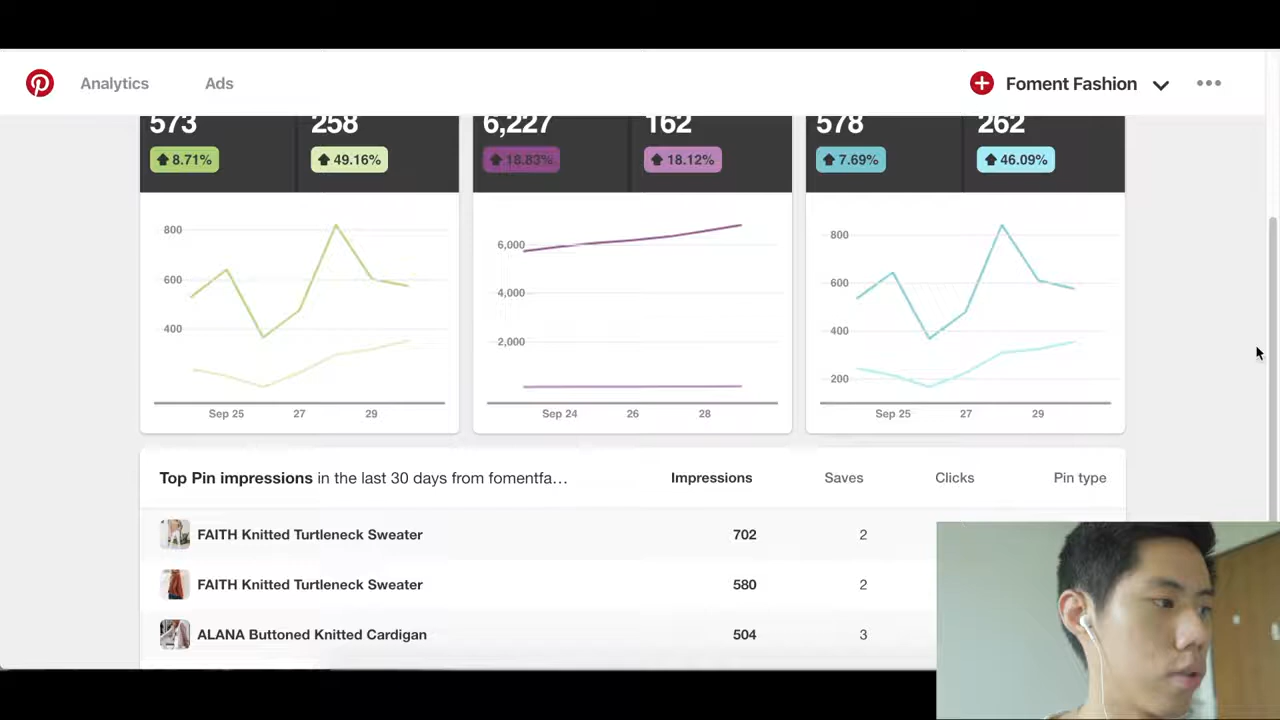 Analytics Ads Foment Fashion
573 258 6,227 162 578 262
8.71% 49.16% 18.83% 18.12% 7.69% 46.09%
800
600
400
Sep 25 27 29
6,000
4,000
2,000
Sep 24 26 28
800
600
400
200
Sep 25 27 29
Top Pin impressions in the last 30 days from fomentfa… Impressions Saves Clicks Pin type
FAITH Knitted Turtleneck Sweater 702 2
FAITH Knitted Turtleneck Sweater 580 2
ALANA Buttoned Knitted Cardigan 504 3